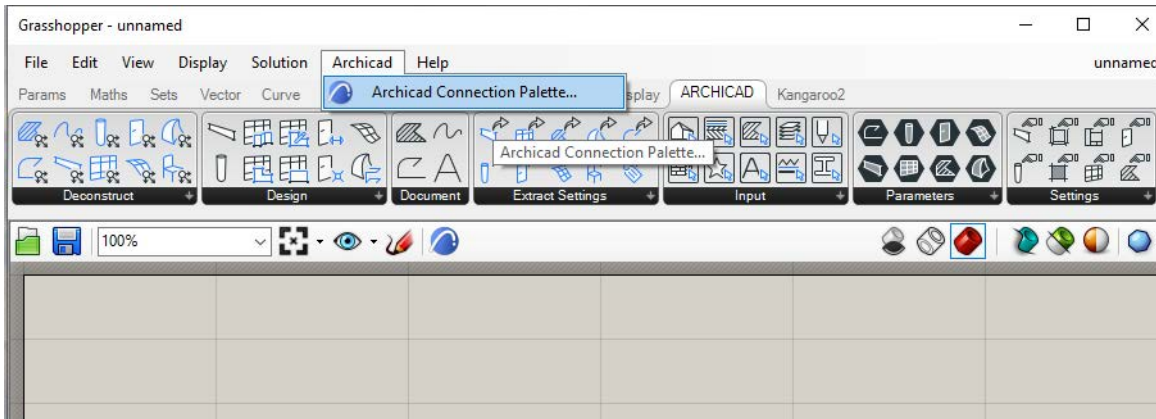 Grasshopper - unnamed
File Edit View Display Solution Archicad Help unnamed
Archicad Connection Palette...
Params Maths Sets Vector Curve splay ARCHICAD Kangaroo2
Archicad Connection Palette...
Deconstruct Design Document Extract Settings Input Parameters Settings
100%